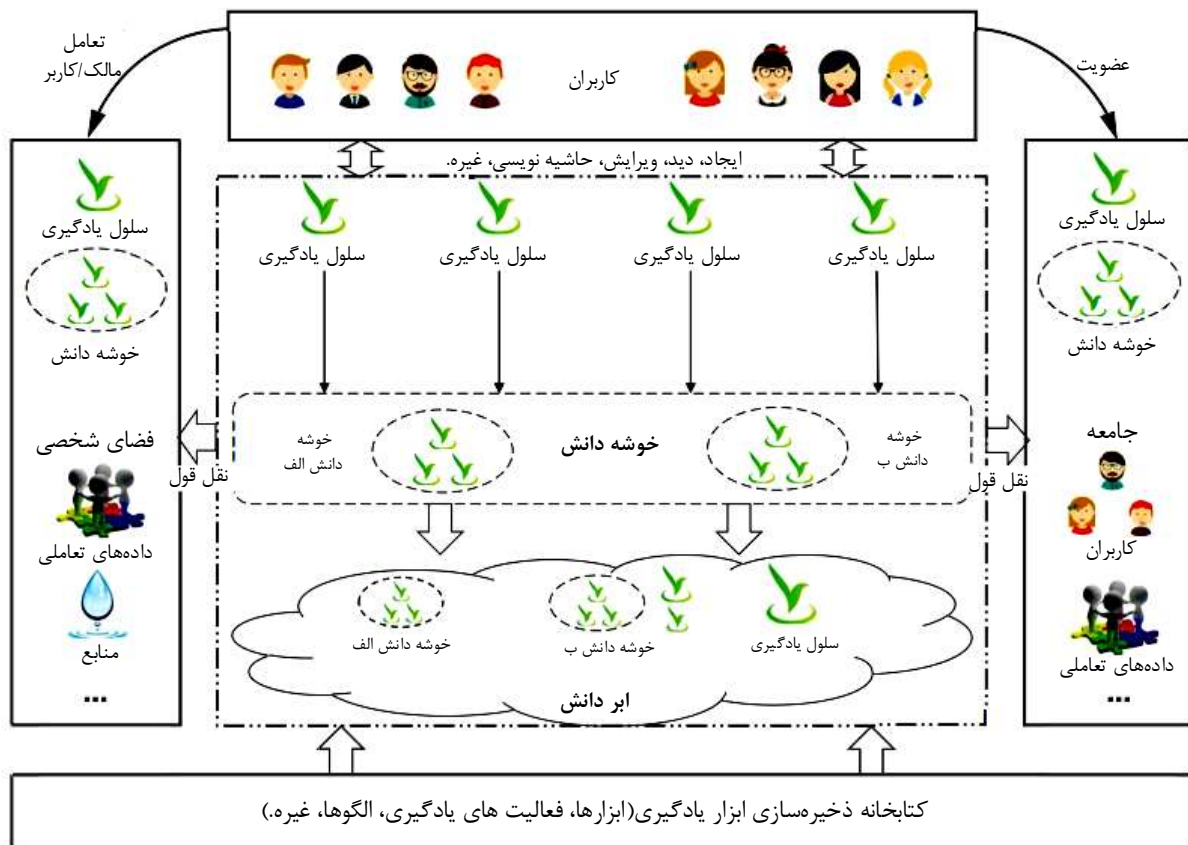 تعامل
مالک/کاربر
کاربران
عضویت
ایجاد، دید، ویرایش، حاشیه نویسی، غیره.
سلول یادگیری
خوشه دانش
جامعه
کاربران
داده‌های تعاملی
...
سلول یادگیری
سلول یادگیری
سلول یادگیری
سلول یادگیری
خوشه
دانش ب
خوشه دانش
خوشه
دانش الف
نقل قول
نقل قول
سلول یادگیری
خوشه دانش ب
خوشه دانش الف
ابر دانش
سلول یادگیری
خوشه دانش
فضای شخصی
داده‌های تعاملی
منابع
...
کتابخانه ذخیره‌سازی ابزار یادگیری(ابزارها، فعالیت های یادگیری، الگوها، غیره.)